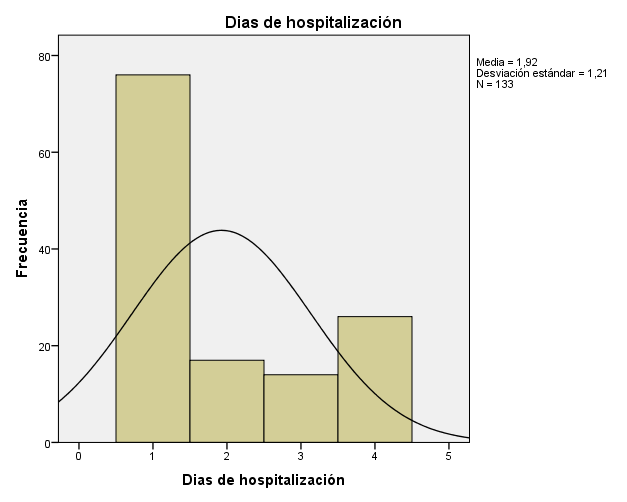 Dias de hospitalización
Media = 1,92
Desviación estándar = 1,21
N = 133
Frecuencia
80
60
40
20
0
0 1 2 3 4 5
Dias de hospitalización